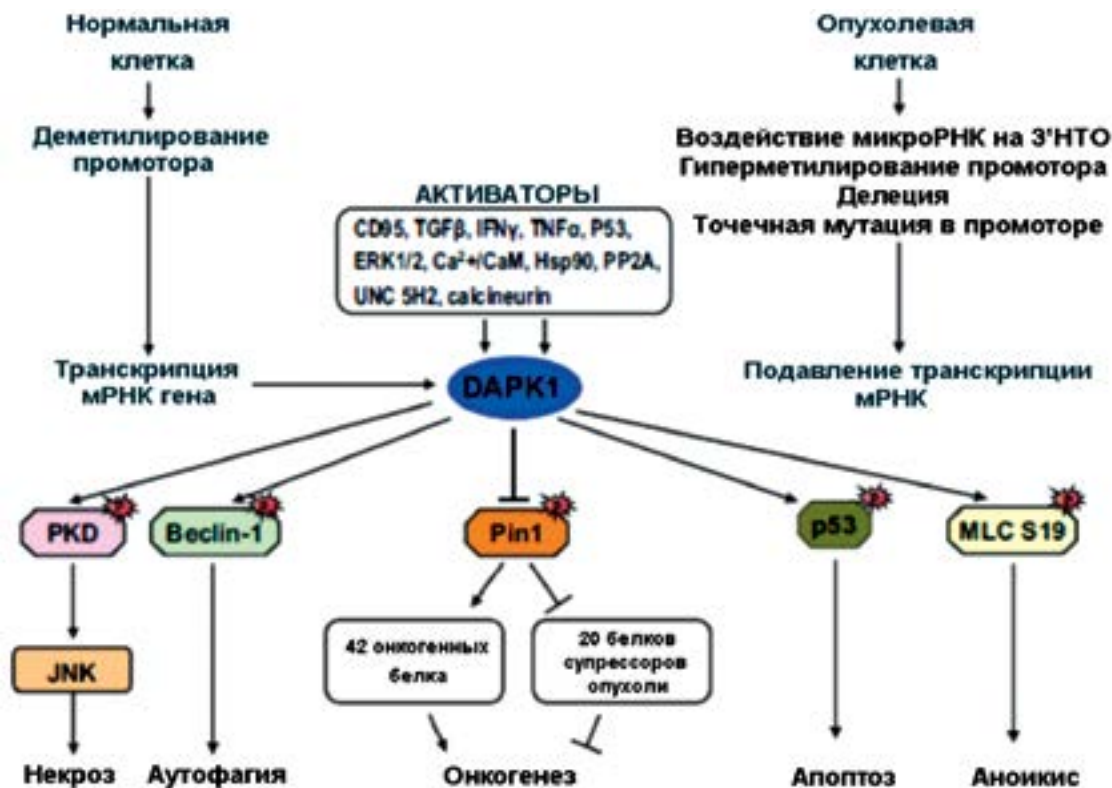 Нормальная
клетка
Деметилирование
промотора
Транскрипция
мРНК гена
АКТИВАТОРЫ
CD95, TGFβ, IFNγ, TNFα, P53,
ERK1/2, Ca²+/CaM, Hsp90, PP2A,
UNC 5H2, calcineurin
Опухолевая
клетка
Воздействие микроРНК на 3'НТО
Гиперметилирование промотора
Делеция
Точечная мутация в промоторе
Подавление транскрипции
мРНК
DAPK1
PKD
Beclin-1
Pin1
p53
MLC S19
JNK
42 онкогенных
белка
20 белков
супрессоров
опухоли
Некроз
Аутофагия
Онкогенез
Апоптоз
Аноикис